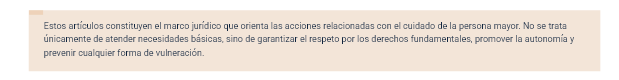 Estos artículos constituyen el marco jurídico que orienta las acciones relacionadas con el cuidado de la persona mayor. No se trata
únicamente de atender necesidades básicas, sino de garantizar el respeto por los derechos fundamentales, promover la autonomía y
prevenir cualquier forma de vulneración.